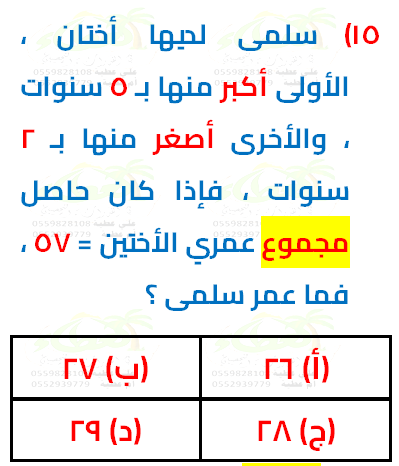 ١٥) سلمى لديها أختان ،
الأولى أكبر منها بـ ٥ سنوات
، والأخرى أصغر منها بـ ٢
سنوات ، فإذا كان حاصل
مجموع عمري الأختين = ٥٧ ،
فما عمر سلمى ؟
(أ) ٢٦
(ب) ٢٧
(ج) ٢٨
(د) ٢٩